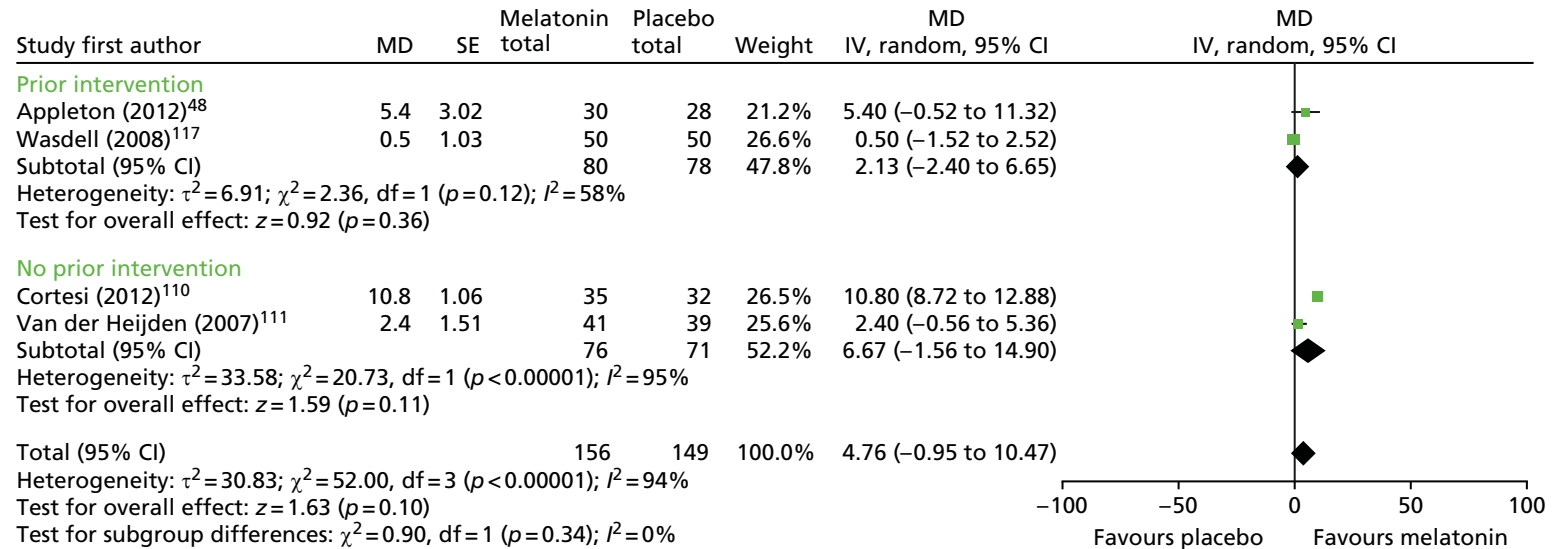 Melatonin Placebo MD MD
Study first author MD SE total total Weight IV, random, 95% CI IV, random, 95% CI
Prior intervention
Appleton (2012)48 5.4 3.02 30 28 21.2% 5.40 (−0.52 to 11.32)
Wasdell (2008)117 0.5 1.03 50 50 26.6% 0.50 (−1.52 to 2.52)
Subtotal (95% CI) 80 78 47.8% 2.13 (−2.40 to 6.65)
Heterogeneity: τ2=6.91; χ2=2.36, df=1 (p=0.12); I2=58%
Test for overall effect: z=0.92 (p=0.36)
No prior intervention
Cortesi (2012)110 10.8 1.06 35 32 26.5% 10.80 (8.72 to 12.88)
Van der Heijden (2007)111 2.4 1.51 41 39 25.6% 2.40 (−0.56 to 5.36)
Subtotal (95% CI) 76 71 52.2% 6.67 (−1.56 to 14.90)
Heterogeneity: τ2=33.58; χ2=20.73, df=1 (p<0.00001); I2=95%
Test for overall effect: z=1.59 (p=0.11)
Total (95% CI) 156 149 100.0% 4.76 (−0.95 to 10.47)
Heterogeneity: τ2=30.83; χ2=52.00, df=3 (p<0.00001); I2=94%
Test for overall effect: z=1.63 (p=0.10)
Test for subgroup differences: χ2=0.90, df=1 (p=0.34); I2=0%
−100 −50 0 50 100
Favours placebo Favours melatonin